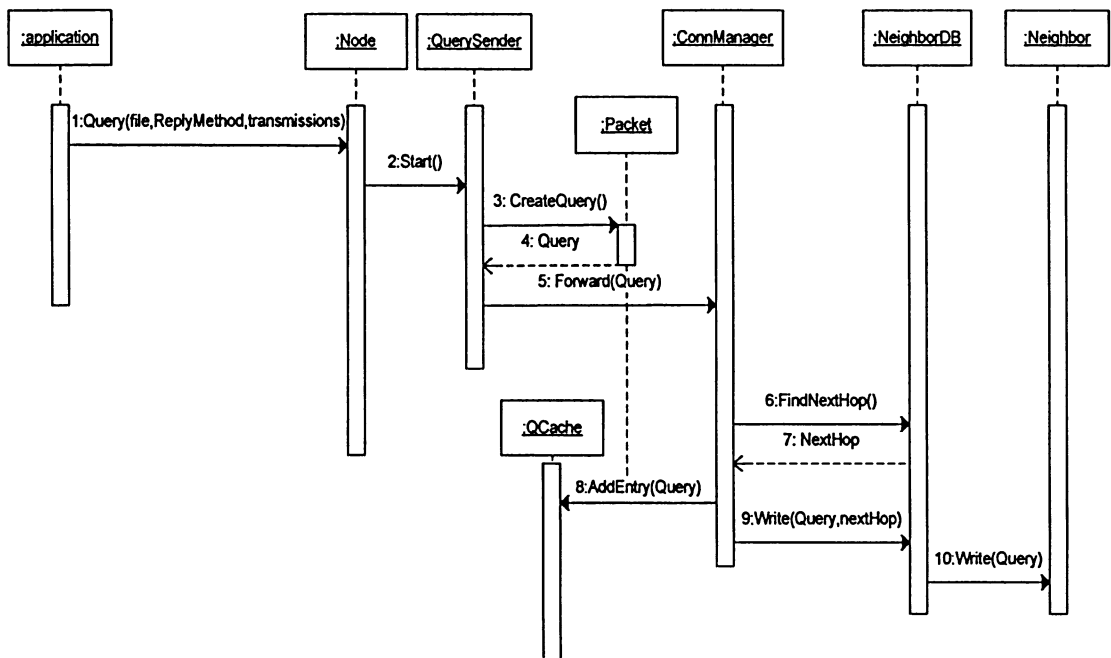 :application
:Node
:QuerySender
:ConnManager
:NeighborDB
:Neighbor
1:Query(file,ReplyMethod,transmissions)
:Packet
2:Start()
3: CreateQuery()
4: Query
5: Forward(Query)
6:FindNextHop()
:QCache
7: NextHop
8:AddEntry(Query)
9:Write(Query,nextHop)
10:Write(Query)